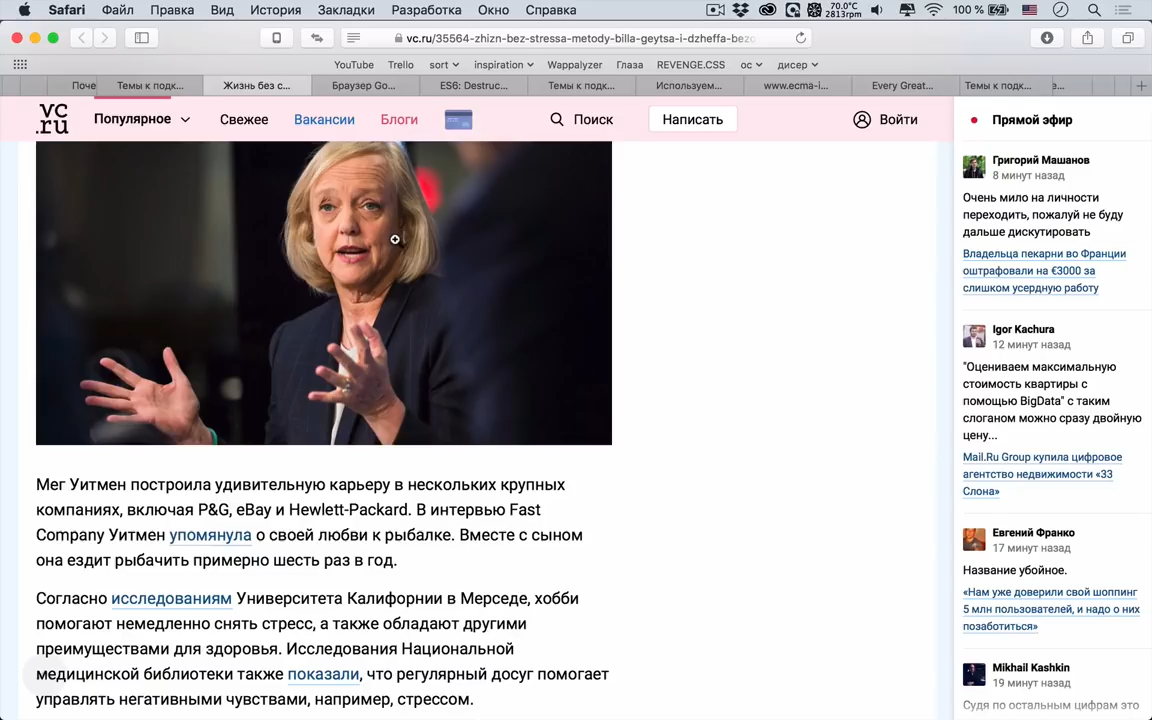 Safari Файл Правка Вид История Закладки Разработка Окно Справка 70.0°C 2813rpm 100 %
vc.ru/35564-zhizn-bez-stressa-metody-billa-geytsa-i-dzheffa-bezo
YouTube Trello sort inspiration Wappalyzer Глаза REVENGE.CSS ос дисер
Поче Темы к подк... Жизнь без с... Браузер Go... ES6: Destruc... Темы к подк... Используем... www.ecma-i... Every Great... Темы к подк... е...
vc.ru Популярное Свежее Вакансии Блоги Поиск Написать Войти
Мег Уитмен построила удивительную карьеру в нескольких крупных
компаниях, включая P&G, eBay и Hewlett-Packard. В интервью Fast
Company Уитмен упомянула о своей любви к рыбалке. Вместе с сыном
она ездит рыбачить примерно шесть раз в год.
Согласно исследованиям Университета Калифорнии в Мерседе, хобби
помогают немедленно снять стресс, а также обладают другими
преимуществами для здоровья. Исследования Национальной
медицинской библиотеки также показали, что регулярный досуг помогает
управлять негативными чувствами, например, стрессом.
Прямой эфир
Григорий Машанов
8 минут назад
Очень мило на личности
переходить, пожалуй не буду
дальше дискутировать
Владельца пекарни во Франции
оштрафовали на €3000 за
слишком усердную работу
Igor Kachura
12 минут назад
"Оцениваем максимальную
стоимость квартиры с
помощью BigData" с таким
слоганом можно сразу двойную
цену...
Mail.Ru Group купила цифровое
агентство недвижимости «33
Слона»
Евгений Франко
17 минут назад
Название убойное.
«Нам уже доверили свой шоппинг
5 млн пользователей, и надо о них
позаботиться»
Mikhail Kashkin
19 минут назад
Судя по остальным цифрам это